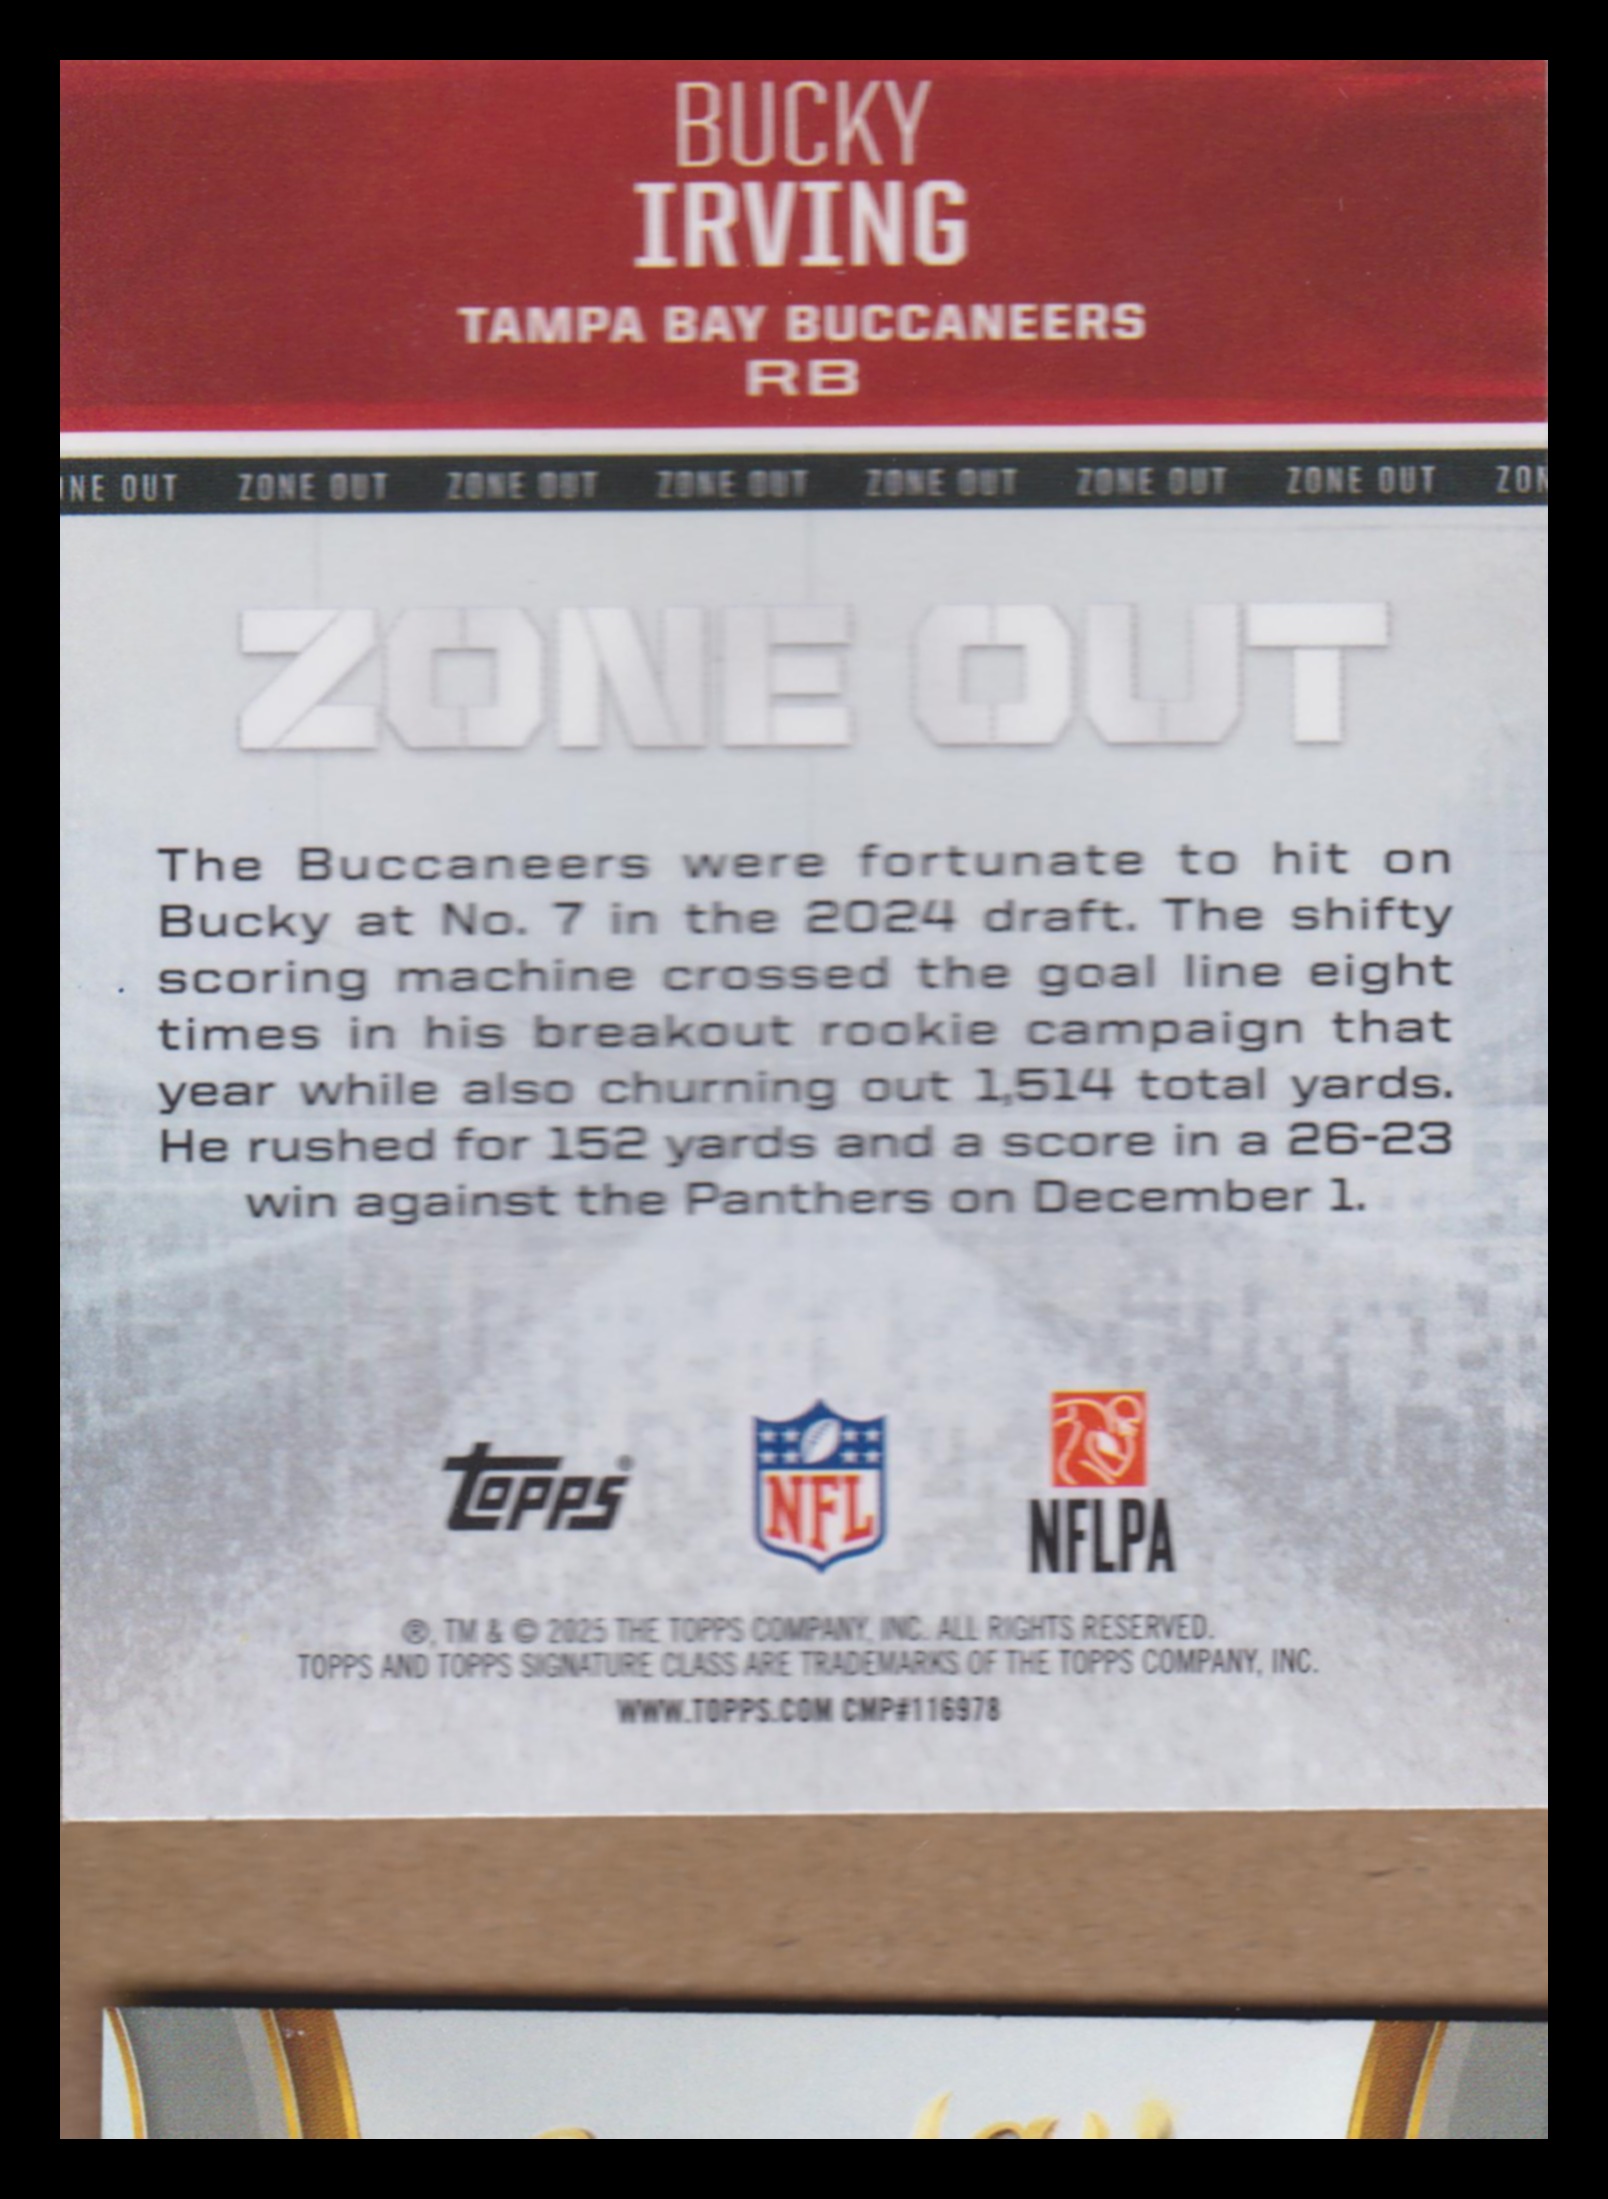 BUCKY
IRVING
TAMPA BAY BUCCANEERS
RB
NE OUT ZONE OUT ZONE OUT ZONE OUT ZONE OUT ZONE OUT ZONE OUT ZON
ZONE OUT
The Buccaneers were fortunate to hit on
Bucky at No. 7 in the 2024 draft. The shifty
scoring machine crossed the goal line eight
times in his breakout rookie campaign that
year while also churning out 1,514 total yards.
He rushed for 152 yards and a score in a 26-23
win against the Panthers on December 1.
Topps®
NFL
NFLPA
®, TM & © 2025 THE TOPPS COMPANY, INC. ALL RIGHTS RESERVED.
TOPPS AND TOPPS SIGNATURE CLASS ARE TRADEMARKS OF THE TOPPS COMPANY, INC.
WWW.TOPPS.COM CMP#116978